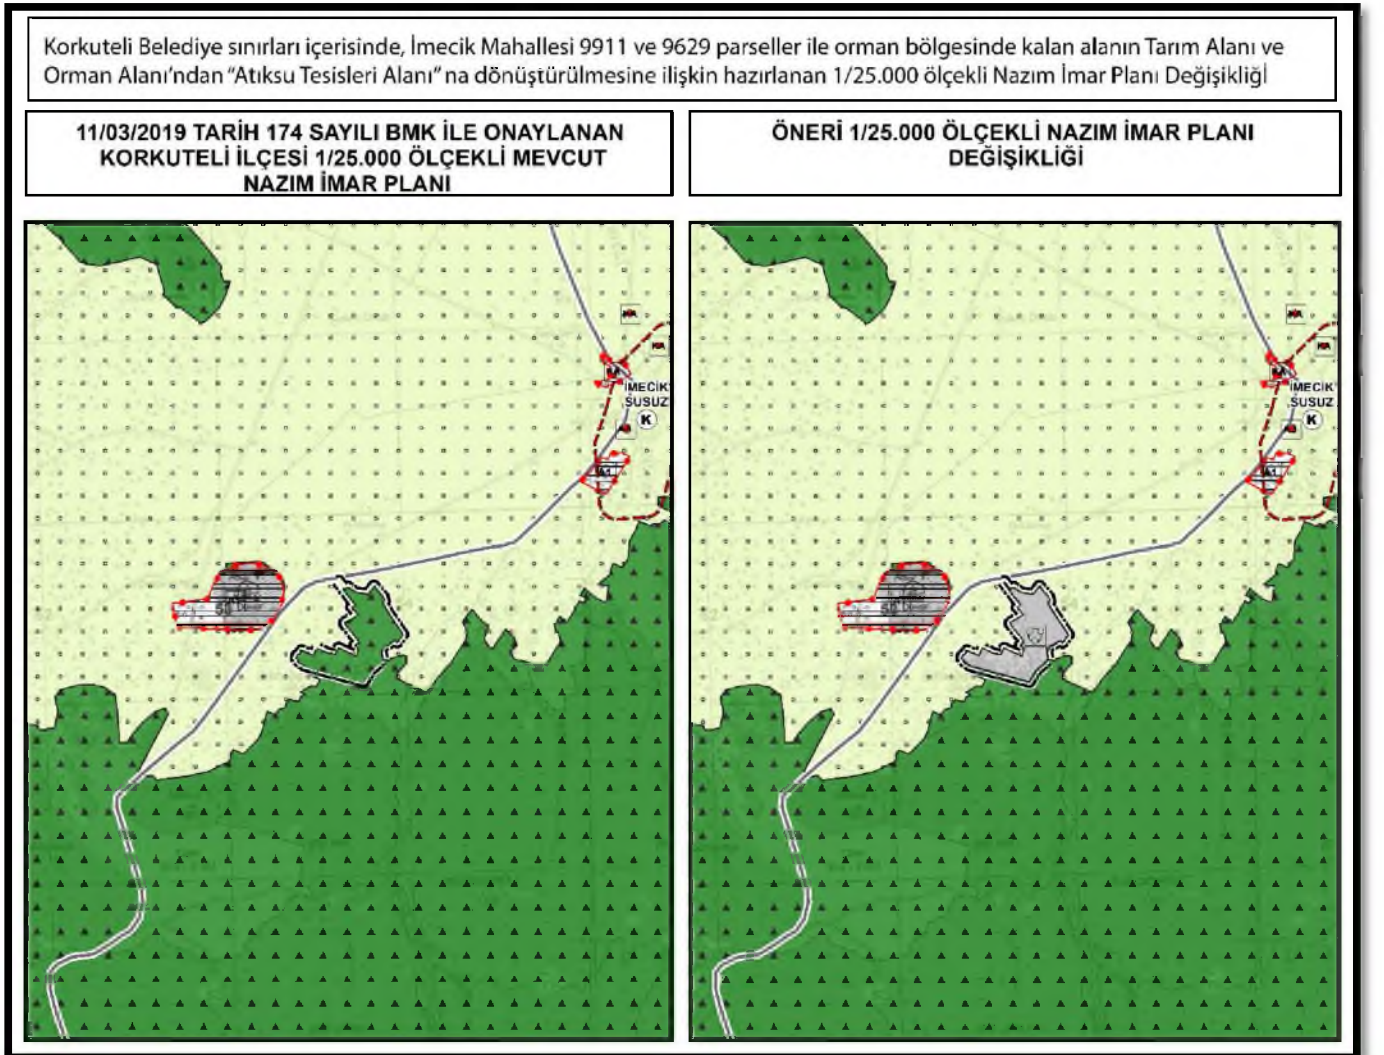 Korkuteli Belediye sınırları içerisinde, İmecik Mahallesi 9911 ve 9629 parseller ile orman bölgesinde kalan alanın Tarım Alanı ve
Orman Alanı'ndan "Atıksu Tesisleri Alanı" na dönüştürülmesine ilişkin hazırlanan 1/25.000 ölçekli Nazım İmar Planı Değişikliği
11/03/2019 TARİH 174 SAYILI BMK İLE ONAYLANAN
KORKUTELİ İLÇESİ 1/25.000 ÖLÇEKLİ MEVCUT
NAZIM İMAR PLANI
ÖNERİ 1/25.000 ÖLÇEKLİ NAZIM İMAR PLANI
DEĞİŞİKLİĞİ
İMECİK
SUSUZ
K
İMECİK
SUSUZ
K